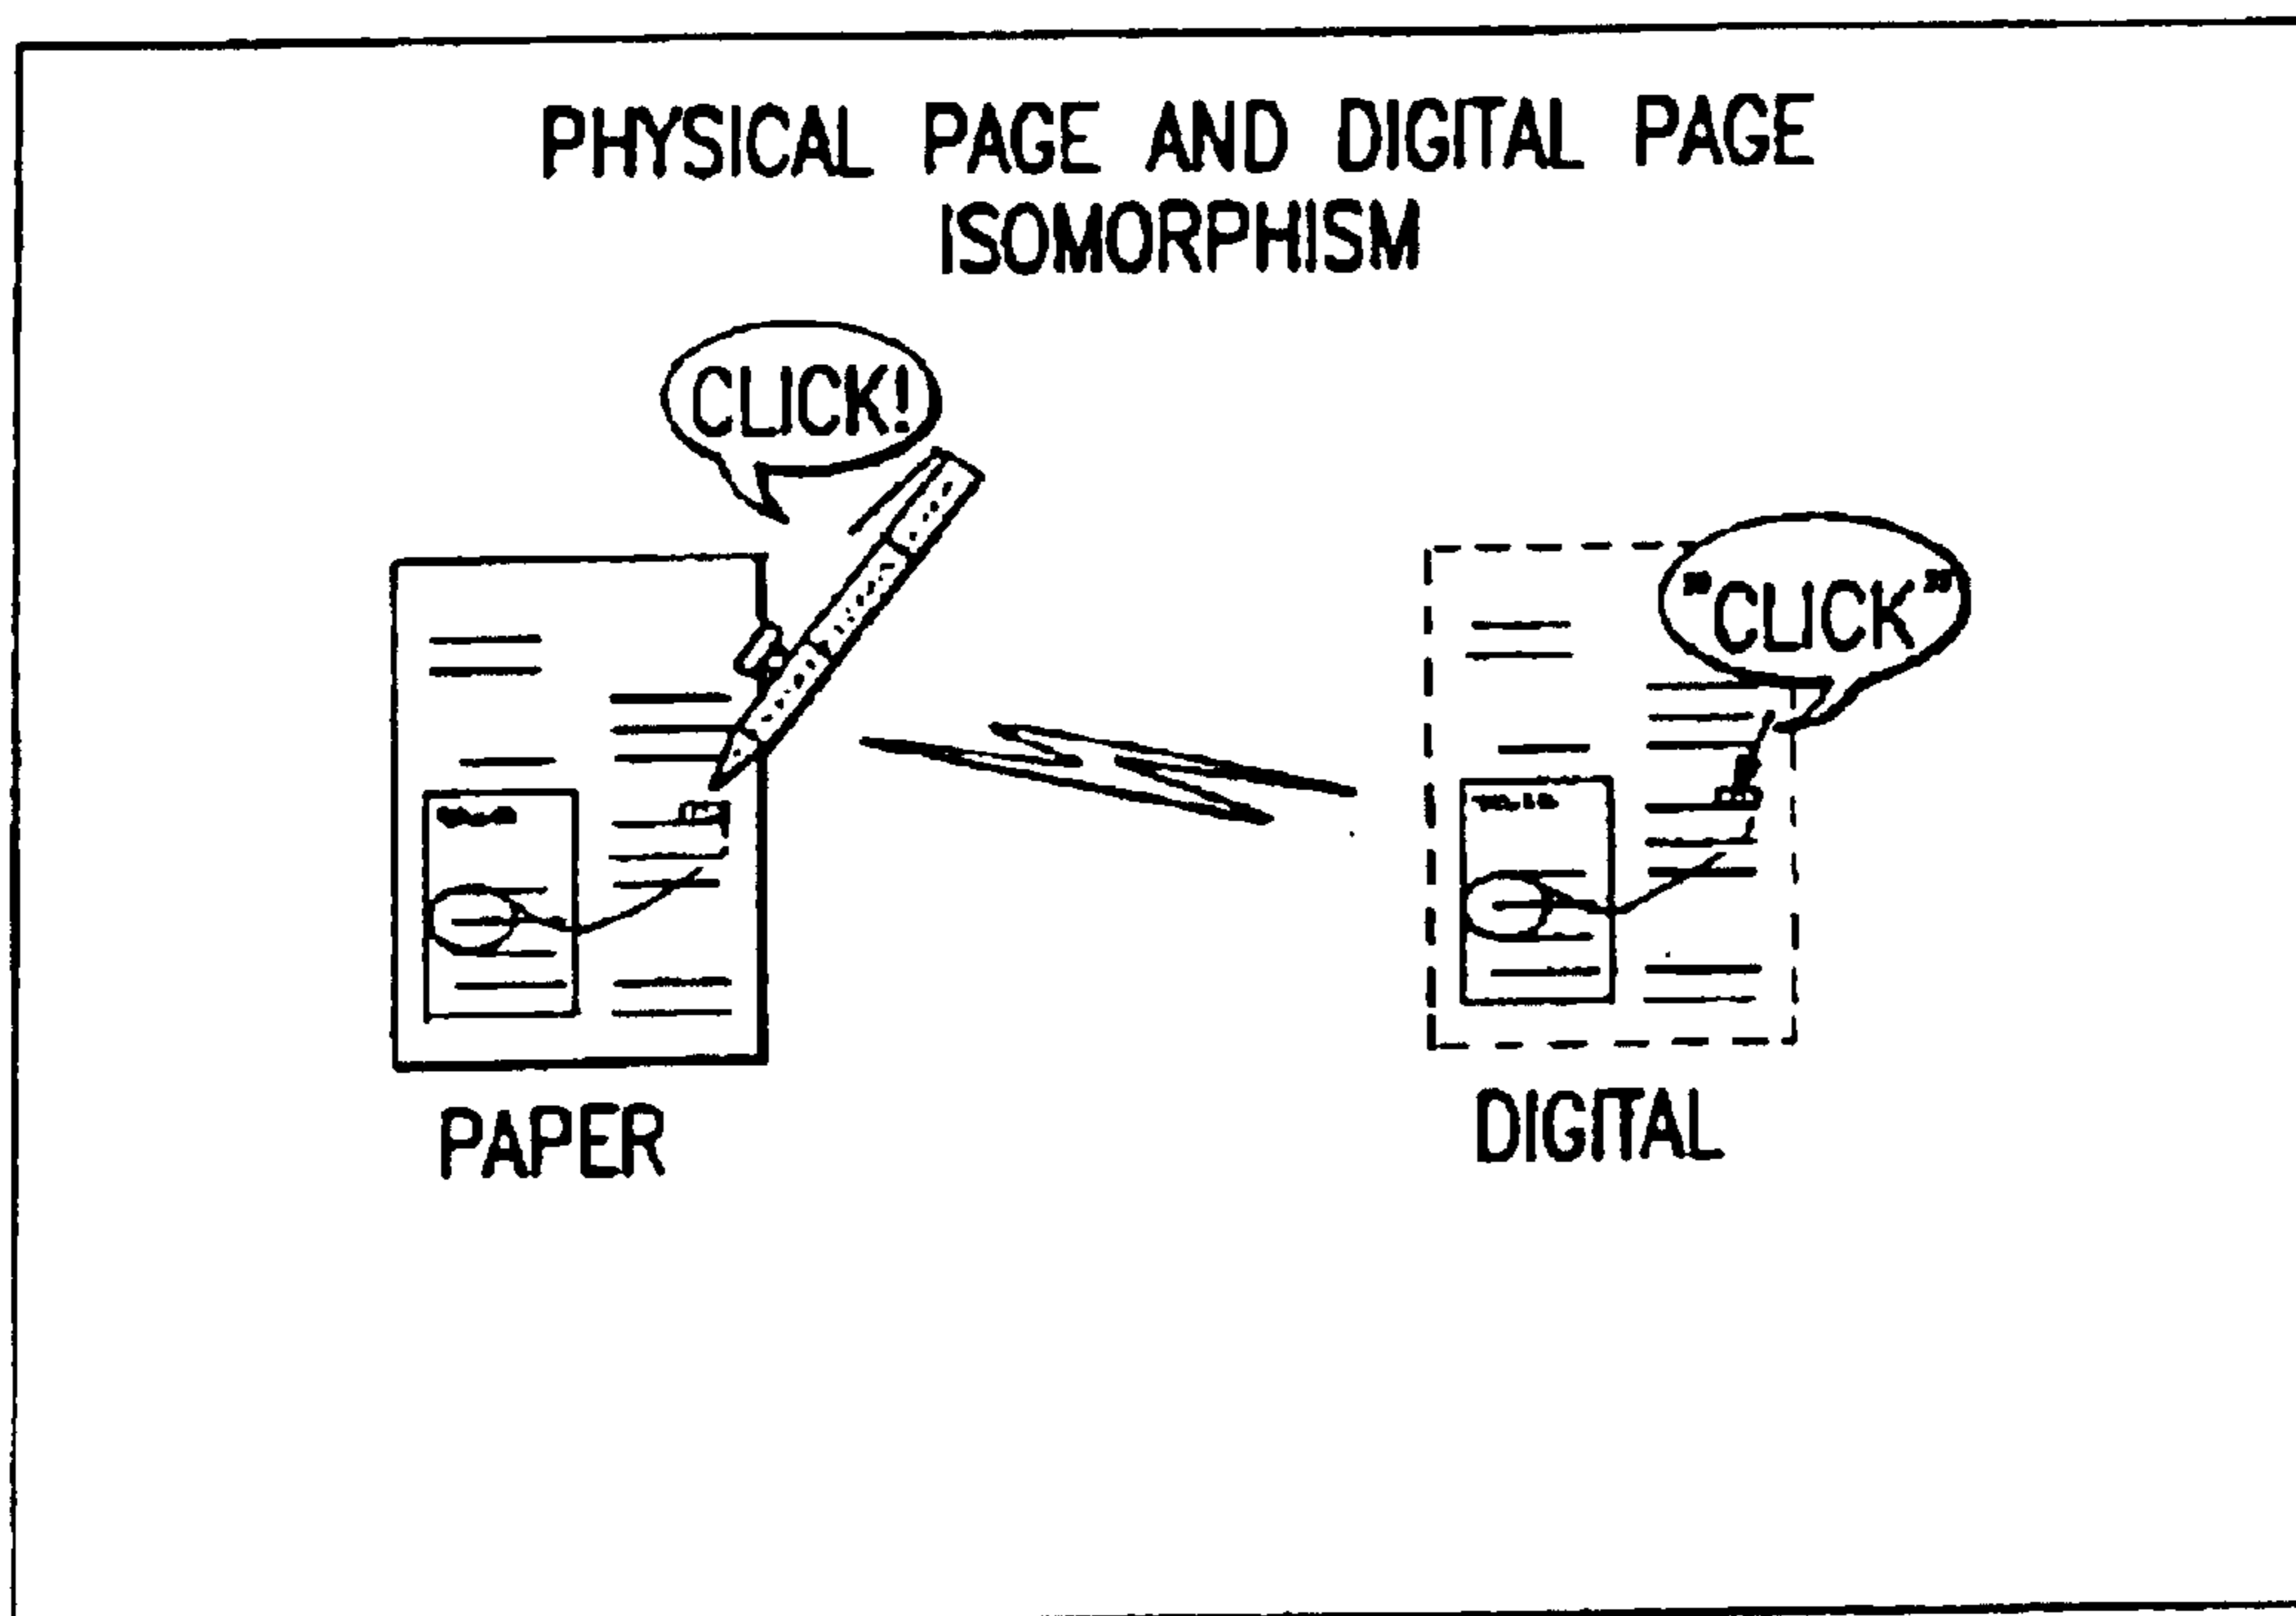 PHYSICAL PAGE AND DIGITAL PAGE
ISOMORPHISM
CLICK!
"CLICK"
PAPER
DIGITAL